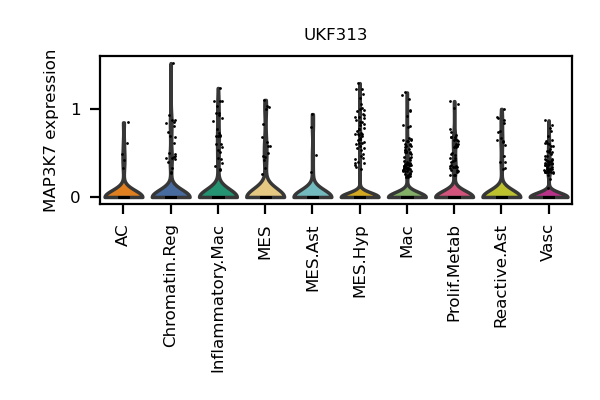 UKF313
MAP3K7 expression
1
0
AC
Chromatin.Reg
Inflammatory.Mac
MES
MES.Ast
MES.Hyp
Mac
Prolif.Metab
Reactive.Ast
Vasc